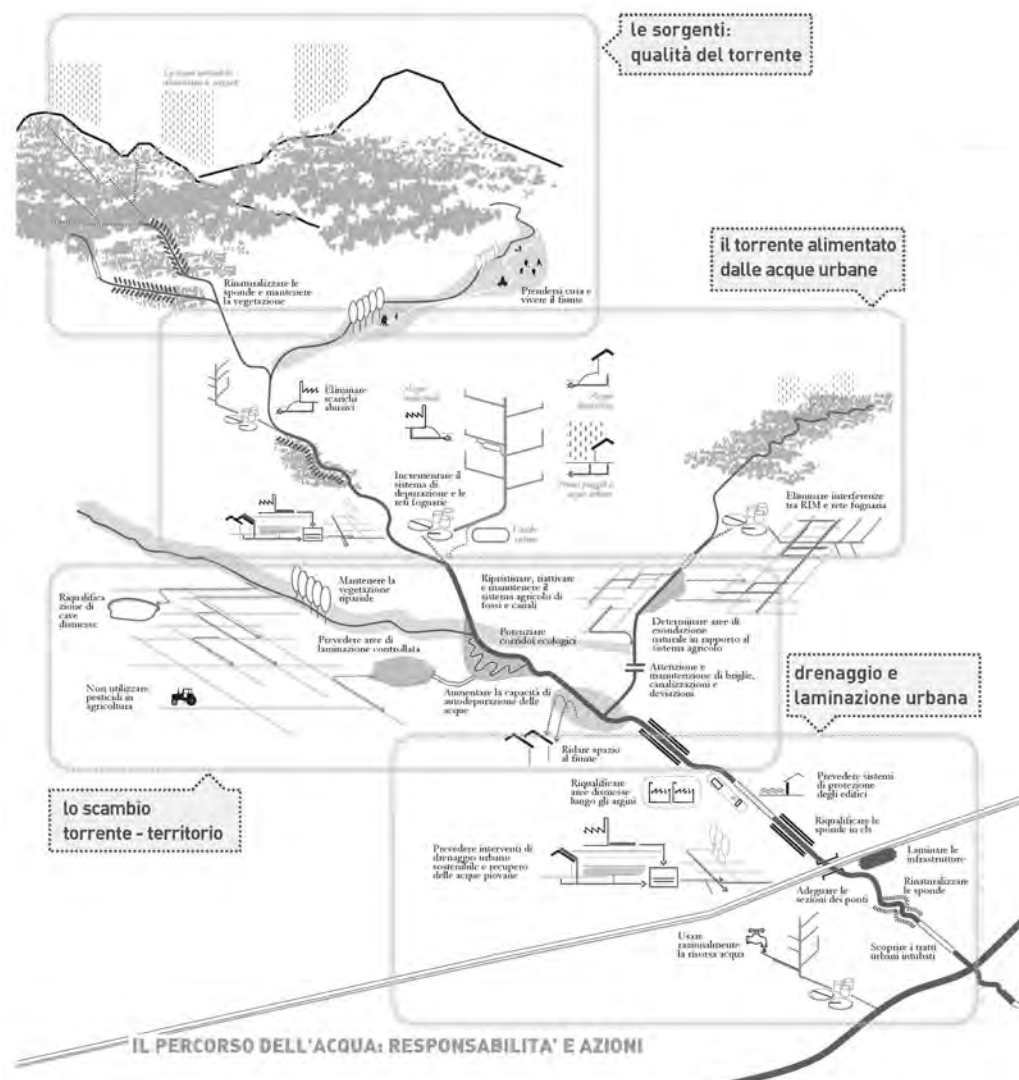 le sorgenti:
qualità del torrente
Rinaturalizzare le
sponde e mantenere
la vegetazione
Prendersi cura e
vivere il fiume
il torrente alimentato
dalle acque urbane
Eliminare
scarichi
abusivi
Acque
Acque
Incrementare il
sistema di
depurazione e le
reti fognarie
Prima pioggia e
acque urbane
Eliminare interferenze
tra RIM e rete fognaria
Riqualifica
zione di
cave
dismesse
Mantenere la
vegetazione
ripariale
Prevedere aree di
laminazione controllata
Ripristinare, riattivare
e manutenere il
sistema agricolo di
fossi e canali
Potenziare
corridoi ecologici
Determinare aree di
esondazione
naturale in rapporto al
sistema agricolo
Attenzione e
manutenzione di briglie,
canalizzazioni e
deviazioni
Non utilizzare
pesticidi in
agricoltura
Aumentare la capacità di
autodepurazione delle
acque
Ridare spazio
al fiume
lo scambio
torrente - territorio
drenaggio e
laminazione urbana
Riqualificare
aree dismesse
lungo gli argini
Prevedere sistemi
di protezione
degli edifici
Riqualificare le
sponde in cls
Prevedere interventi di
drenaggio urbano
sostenibile e recupero
delle acque piovane
Laminare le
infrastrutture
Adeguare le
sezioni dei ponti
Rinaturalizzare
le sponde
Usare
razionalmente
la risorsa acqua
Scoprire i tratti
urbani intubati
IL PERCORSO DELL'ACQUA: RESPONSABILITA' E AZIONI